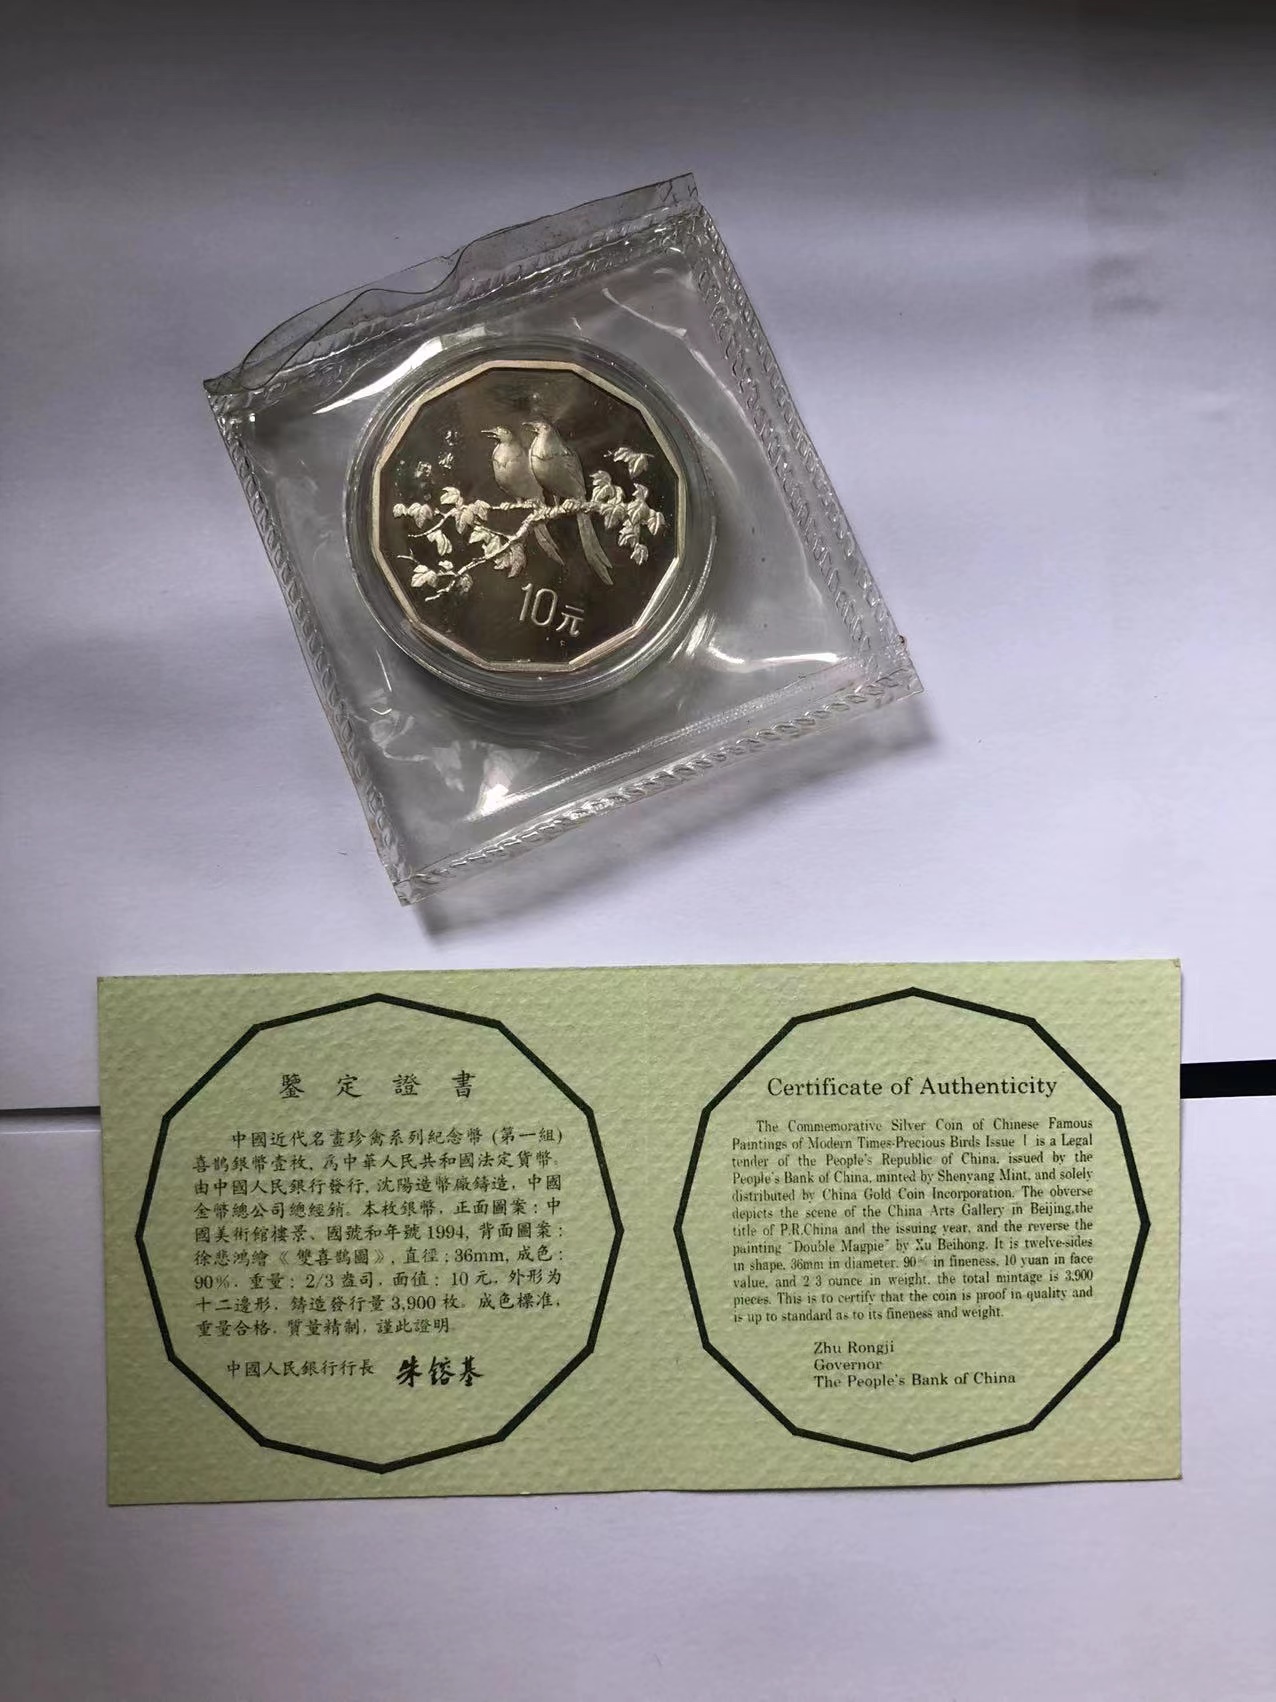 10元
鑒定證書
中國近代名畫珍禽系列紀念幣(第一組)
喜鵲銀幣壹枚，為中華人民共和國法定貨幣。
由中國人民銀行發行，沈陽造幣廠鑄造，中國
金幣總公司總經銷。本枚銀幣，正面圖案：中
國美術館樓景、國號和年號1994，背面圖案：
徐悲鴻繪《雙喜鵲圖》，直徑：36mm，成色：
90%，重量：2/3盎司，面值：10元，外形为
十二邊形，鑄造發行量3,900枚。成色標准，
重量合格，質量精制，謹此證明
中國人民銀行行長 朱鎔基
Certificate of Authenticity
The Commemorative Silver Coin of Chinese Famous
Paintings of Modern Times-Precious Birds Issue I is a Legal
tender of the People's Republic of China, issued by the
People's Bank of China, minted by Shenyang Mint, and solely
distributed by China Gold Coin Incorporation. The obverse
depicts the scene of the China Arts Gallery in Beijing,the
title of P.R.China and the issuing year, and the reverse the
painting "Double Magpie" by Xu Beihong. It is twelve-sides
in shape, 36mm in diameter, 90% in fineness, 10 yuan in face
value, and 2 3 ounce in weight, the total mintage is 3,900
pieces. This is to certify that the coin is proof in quality and
is up to standard as to its fineness and weight.
Zhu Rongji
Governor
The People's Bank of China